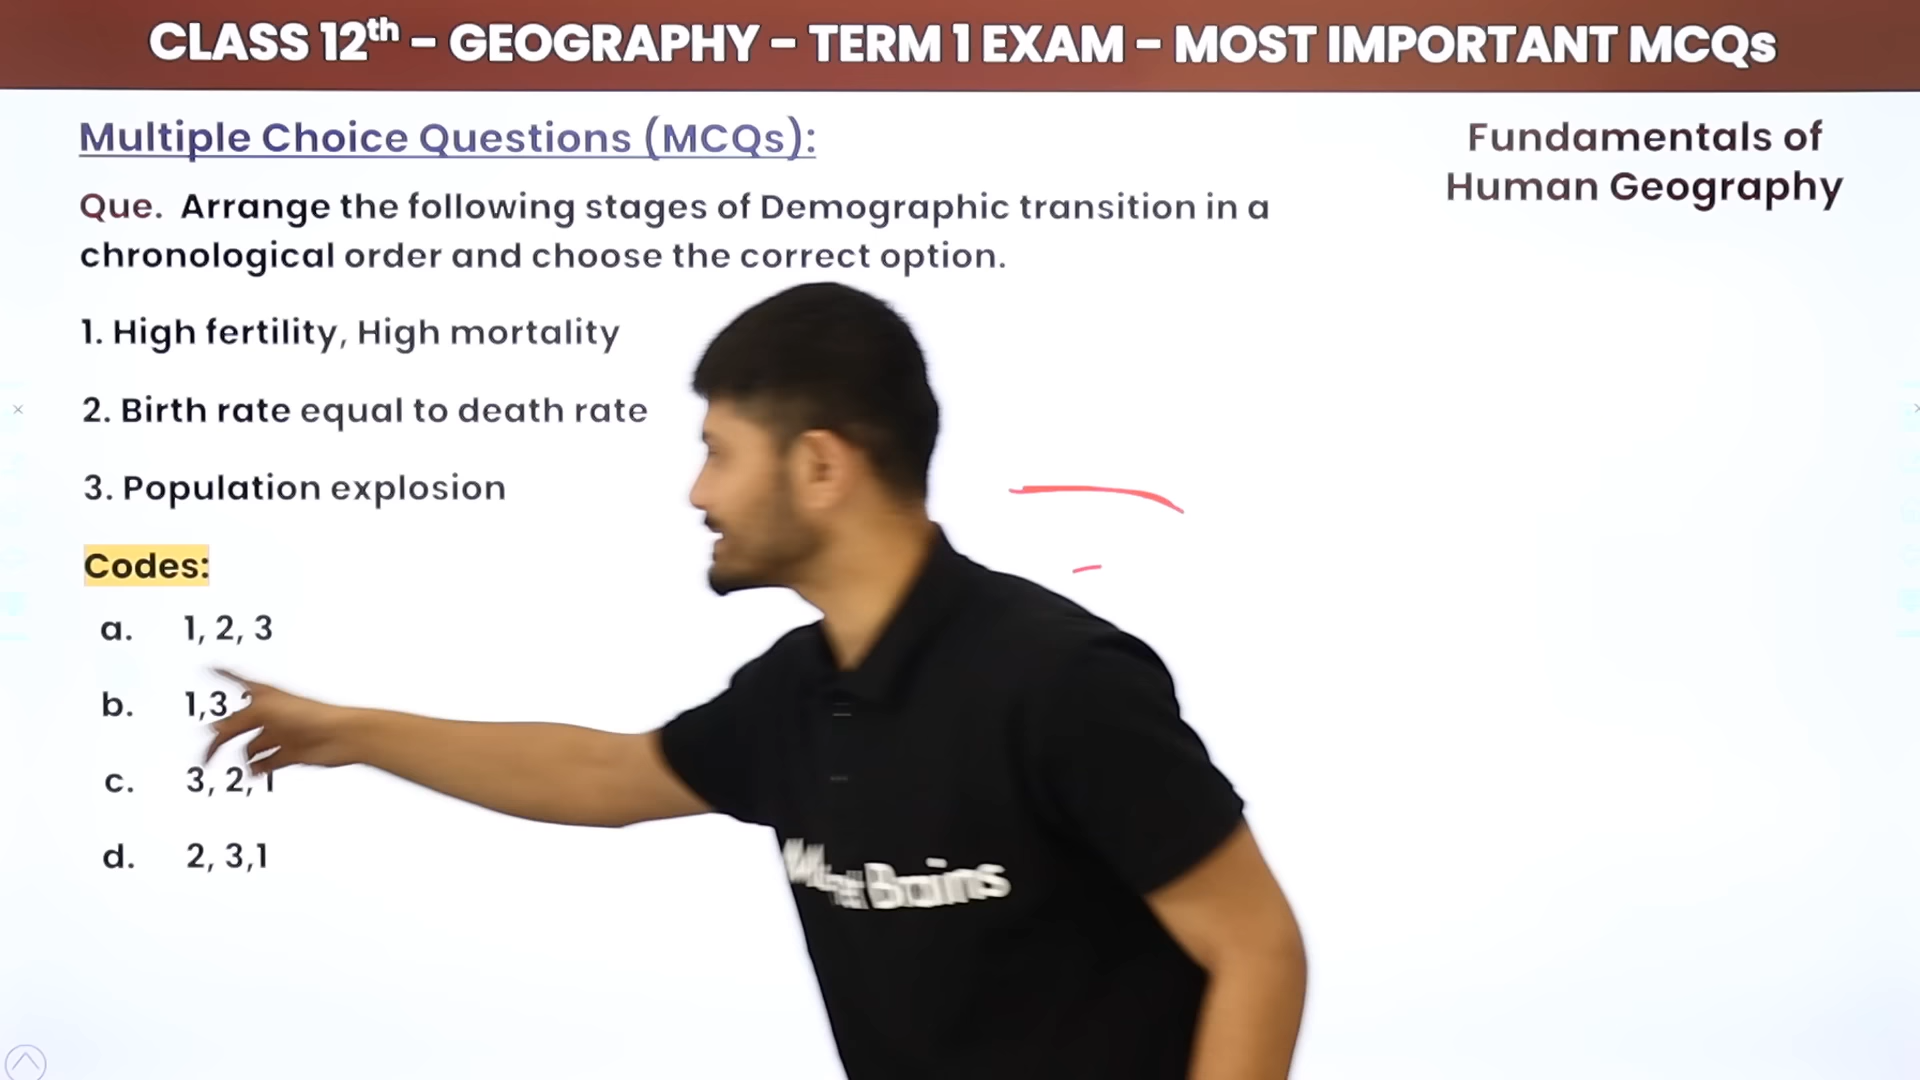 CLASS 12th - GEOGRAPHY - TERM 1 EXAM - MOST IMPORTANT MCQs
Multiple Choice Questions (MCQs):
Fundamentals of
Human Geography
Que. Arrange the following stages of Demographic transition in a
chronological order and choose the correct option.
1. High fertility, High mortality
2. Birth rate equal to death rate
3. Population explosion
Codes:
a. 1, 2, 3
b. 1,3,
c. 3, 2, 1
d. 2, 3,1
Brains